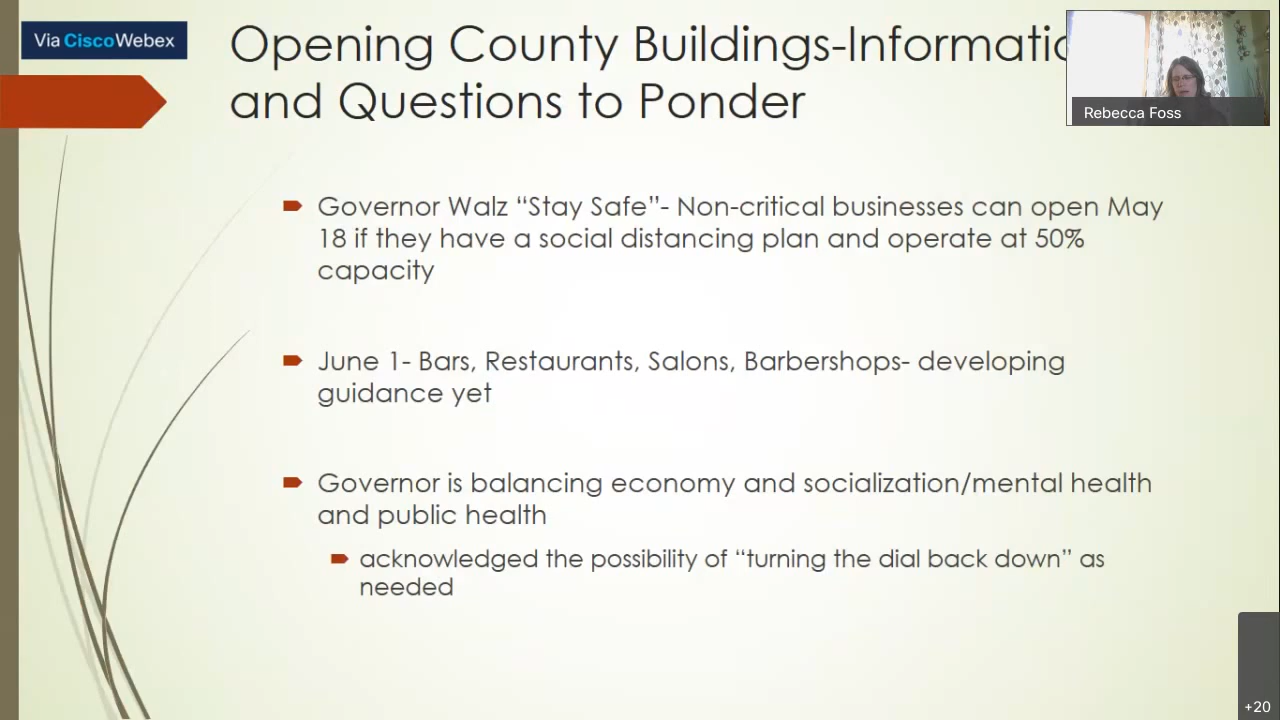 Via CiscoWebex
Opening County Buildings-Informatio
and Questions to Ponder
Rebecca Foss
Governor Walz “Stay Safe”- Non-critical businesses can open May
18 if they have a social distancing plan and operate at 50%
capacity
June 1- Bars, Restaurants, Salons, Barbershops- developing
guidance yet
Governor is balancing economy and socialization/mental health
and public health
acknowledged the possibility of “turning the dial back down” as
needed
+20